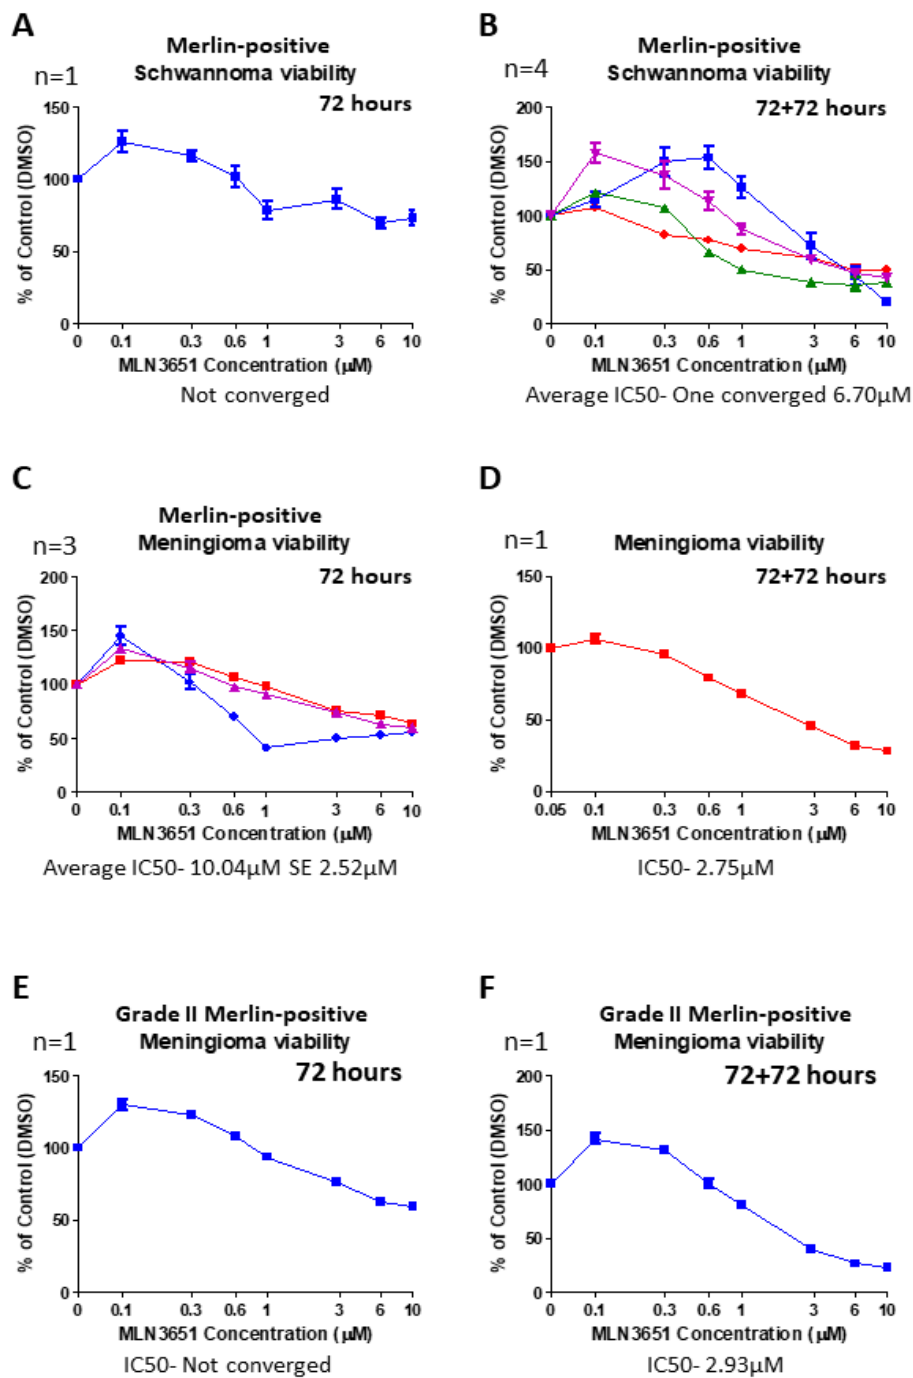 A
Merlin-positive
Schwannoma viability
n=1
72 hours
% of Control (DMSO)
150
100
50
0
0 0.1 0.3 0.6 1 3 6 10
MLN3651 Concentration (µM)
Not converged
B
Merlin-positive
Schwannoma viability
n=4
72+72 hours
% of Control (DMSO)
200
150
100
50
0
0 0.1 0.3 0.6 1 3 6 10
MLN3651 Concentration (µM)
Average IC50- One converged 6.70µM
C
Merlin-positive
Meningioma viability
n=3
72 hours
% of Control (DMSO)
200
150
100
50
0
0 0.1 0.3 0.6 1 3 6 10
MLN3651 Concentration (µM)
Average IC50- 10.04µM SE 2.52µM
D
n=1
Meningioma viability
72+72 hours
% of Control (DMSO)
150
100
50
0
0.05 0.1 0.3 0.6 1 3 6 10
MLN3651 Concentration (µM)
IC50- 2.75µM
E
Grade II Merlin-positive
Meningioma viability
n=1
72 hours
% of Control (DMSO)
150
100
50
0
0 0.1 0.3 0.6 1 3 6 10
MLN3651 Concentration (µM)
IC50- Not converged
F
Grade II Merlin-positive
Meningioma viability
n=1
72+72 hours
% of Control (DMSO)
200
150
100
50
0
0 0.1 0.3 0.6 1 3 6 10
MLN3651 Concentration (µM)
IC50- 2.93µM